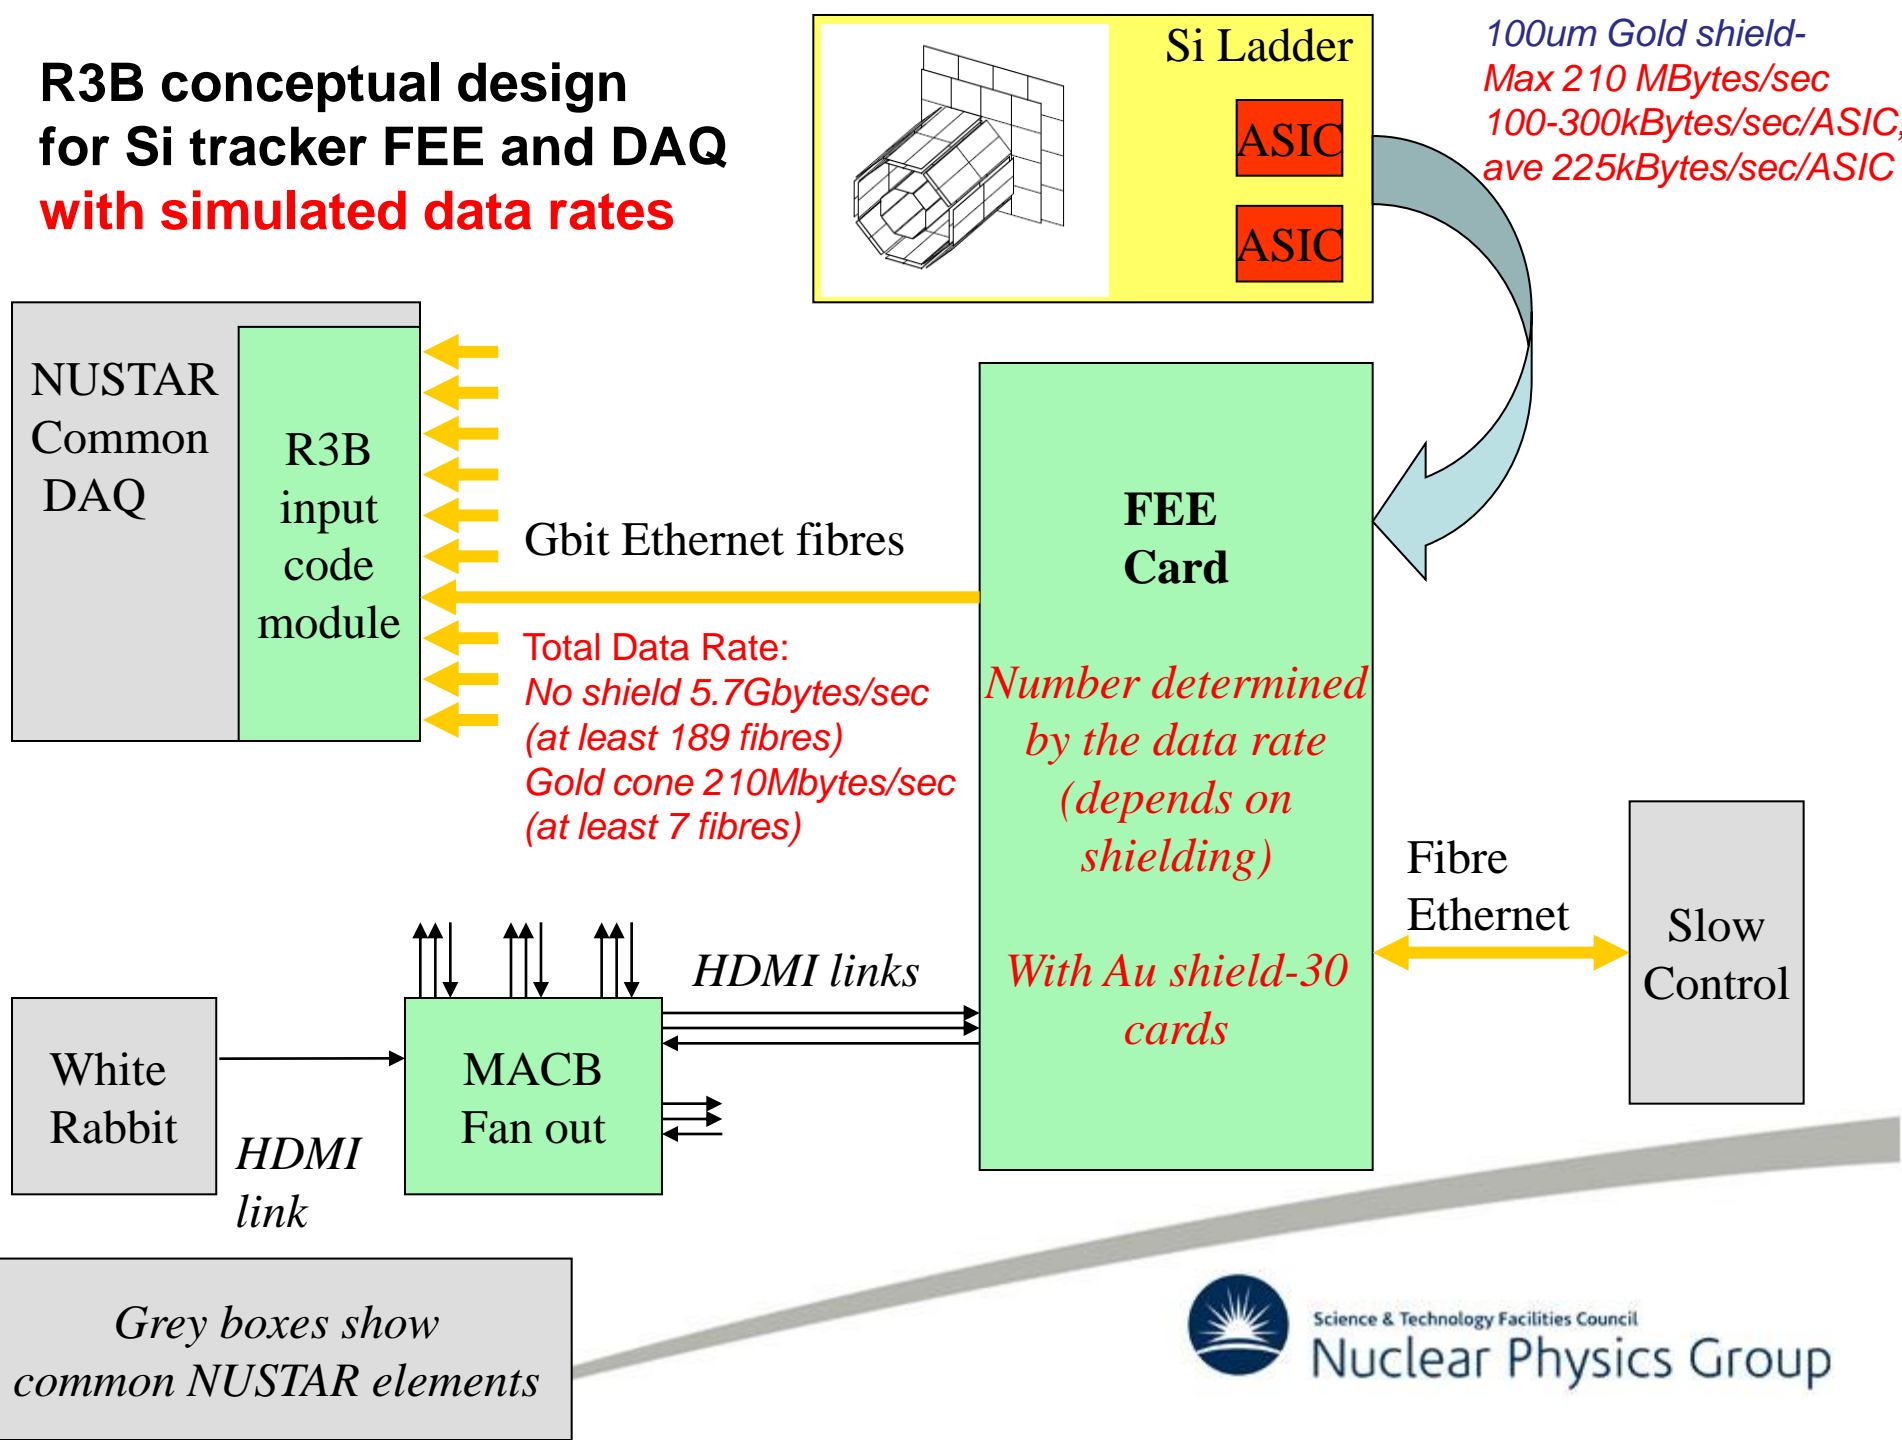 R3B conceptual design
for Si tracker FEE and DAQ
with simulated data rates
Si Ladder
ASIC
ASIC
100um Gold shield-
Max 210 MBytes/sec
100-300kBytes/sec/ASIC,
ave 225kBytes/sec/ASIC
NUSTAR
Common
DAQ
R3B
input
code
module
Gbit Ethernet fibres
Total Data Rate:
No shield 5.7Gbytes/sec
(at least 189 fibres)
Gold cone 210Mbytes/sec
(at least 7 fibres)
FEE
Card
Number determined
by the data rate
(depends on
shielding)
With Au shield-30
cards
Fibre
Ethernet
Slow
Control
HDMI links
White
Rabbit
HDMI
link
MACB
Fan out
Grey boxes show
common NUSTAR elements
Science & Technology Facilities Council
Nuclear Physics Group